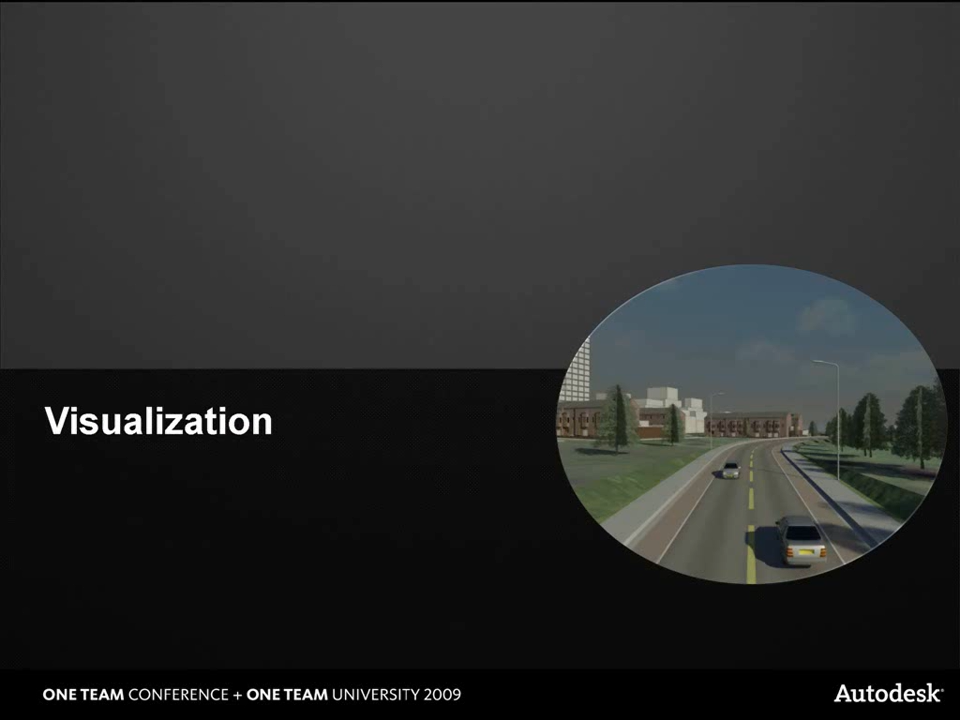 Visualization
ONE TEAM CONFERENCE + ONE TEAM UNIVERSITY 2009
Autodesk®